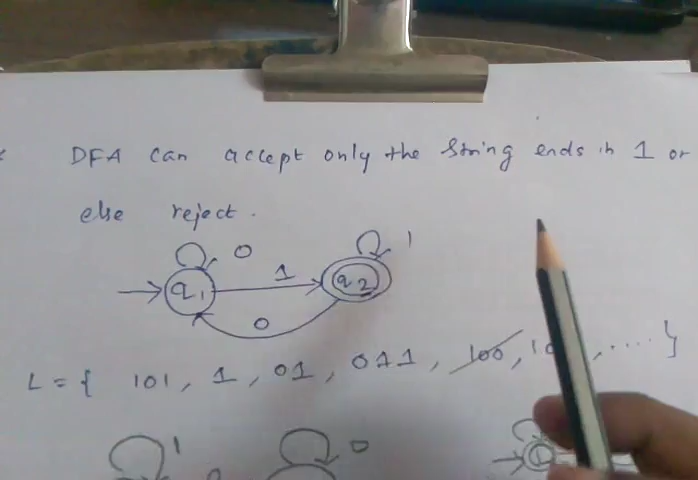 DFA can accept only the string ends in 1 or
else reject.
0 1
q1 1 q2
0
L = { 101, 1, 01, 011, 100, ..... }
1 0